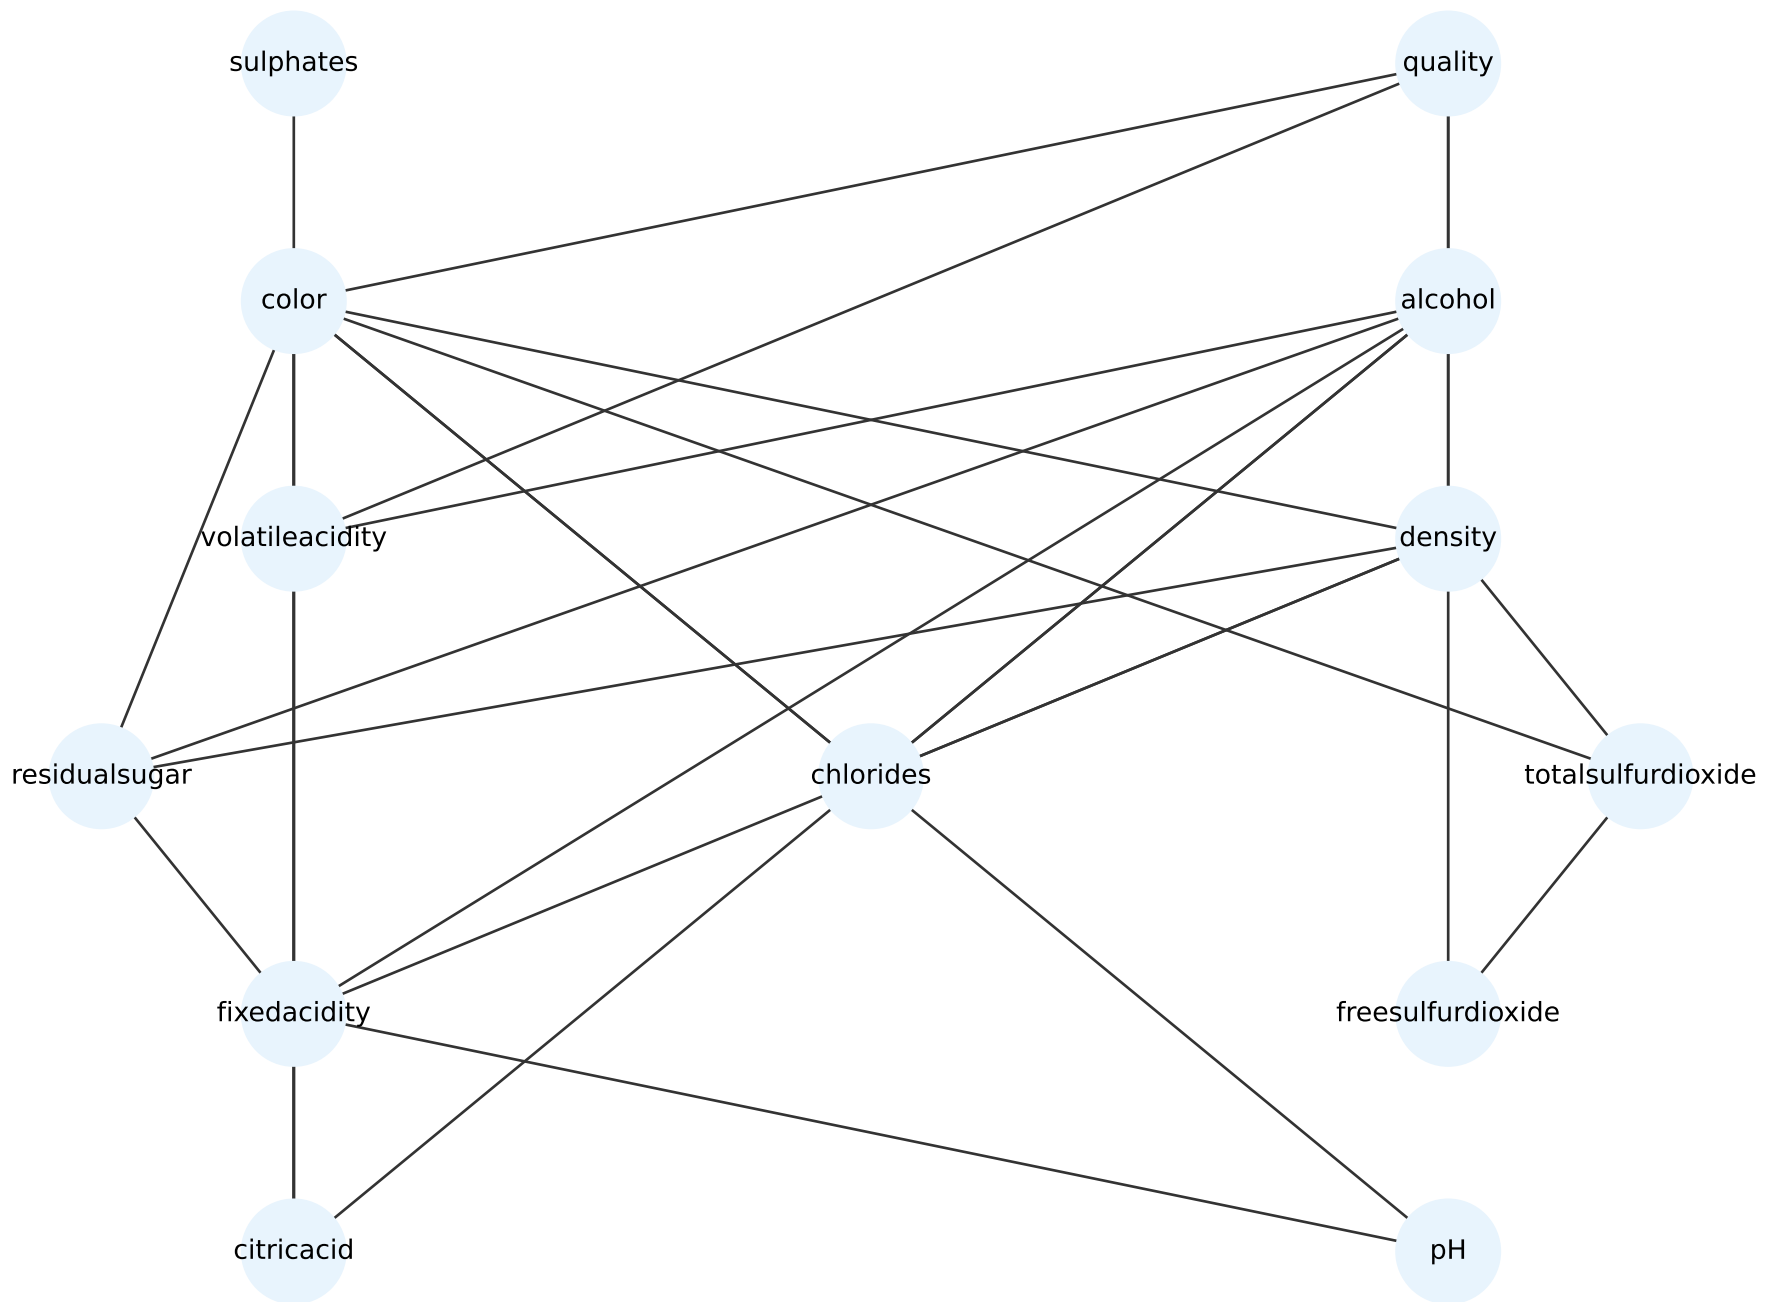 sulphates
quality
color
alcohol
volatileacidity
density
residualsugar
chlorides
totalsulfurdioxide
fixedacidity
freesulfurdioxide
citricacid
pH